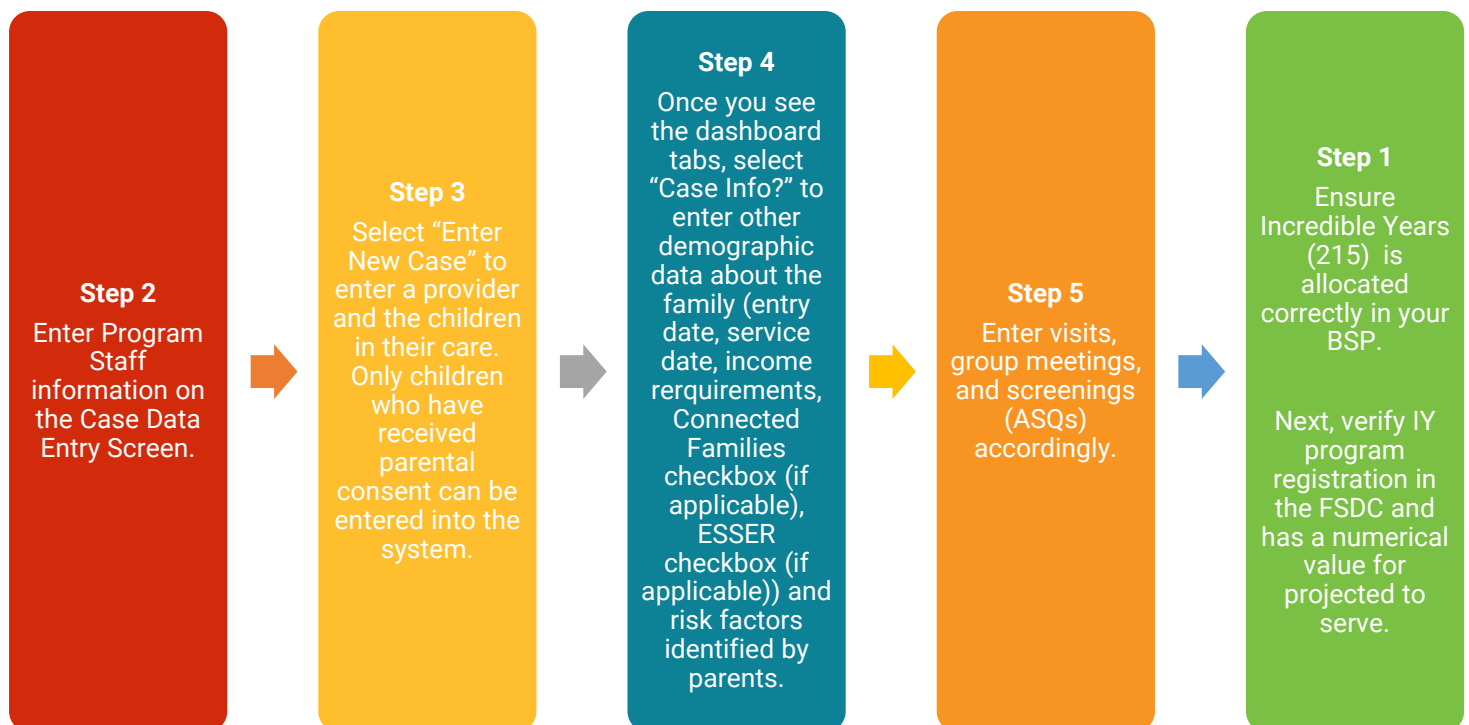 Step 2
Enter Program
Staff
information on
the Case Data
Entry Screen.
Step 3
Select “Enter
New Case” to
enter a provider
and the children
in their care.
Only children
who have
received
parental
consent can be
entered into the
system.
Step 4
Once you see
the dashboard
tabs, select
“Case Info?” to
enter other
demographic
data about the
family (entry
date, service
date, income
rerquirements,
Connected
Families
checkbox (if
applicable),
ESSER
checkbox (if
applicable)) and
risk factors
identified by
parents.
Step 5
Enter visits,
group meetings,
and screenings
(ASQs)
accordingly.
Step 1
Ensure
Incredible Years
(215) is
allocated
correctly in your
BSP.
Next, verify IY
program
registration in
the FSDC and
has a numerical
value for
projected to
serve.